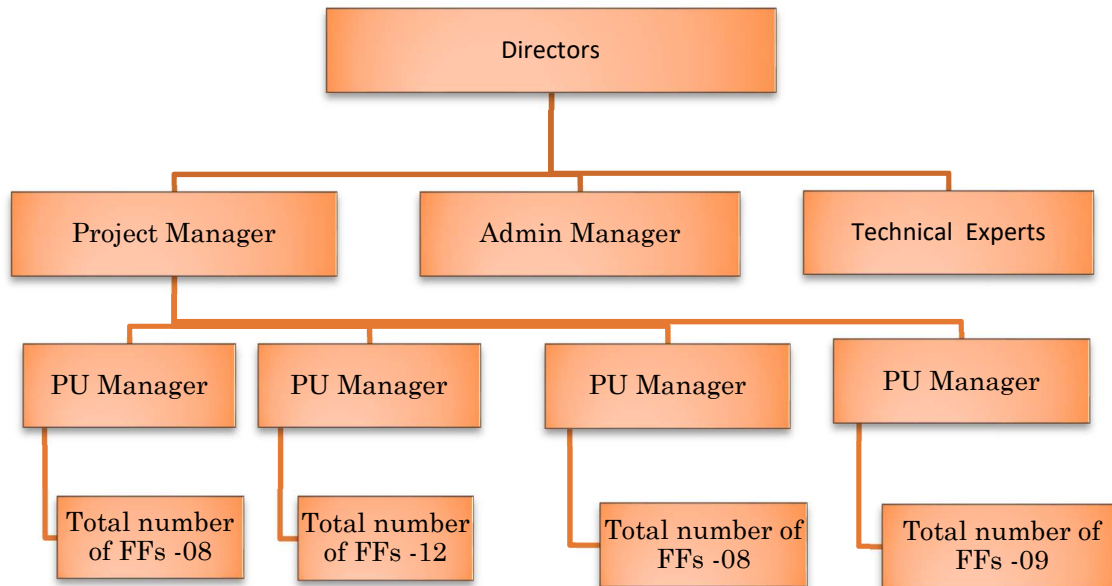 Directors
Project Manager
Admin Manager
Technical Experts
PU Manager
PU Manager
PU Manager
PU Manager
Total number
of FFs -08
Total number
of FFs -12
Total number of
FFs -08
Total number of
FFs -09